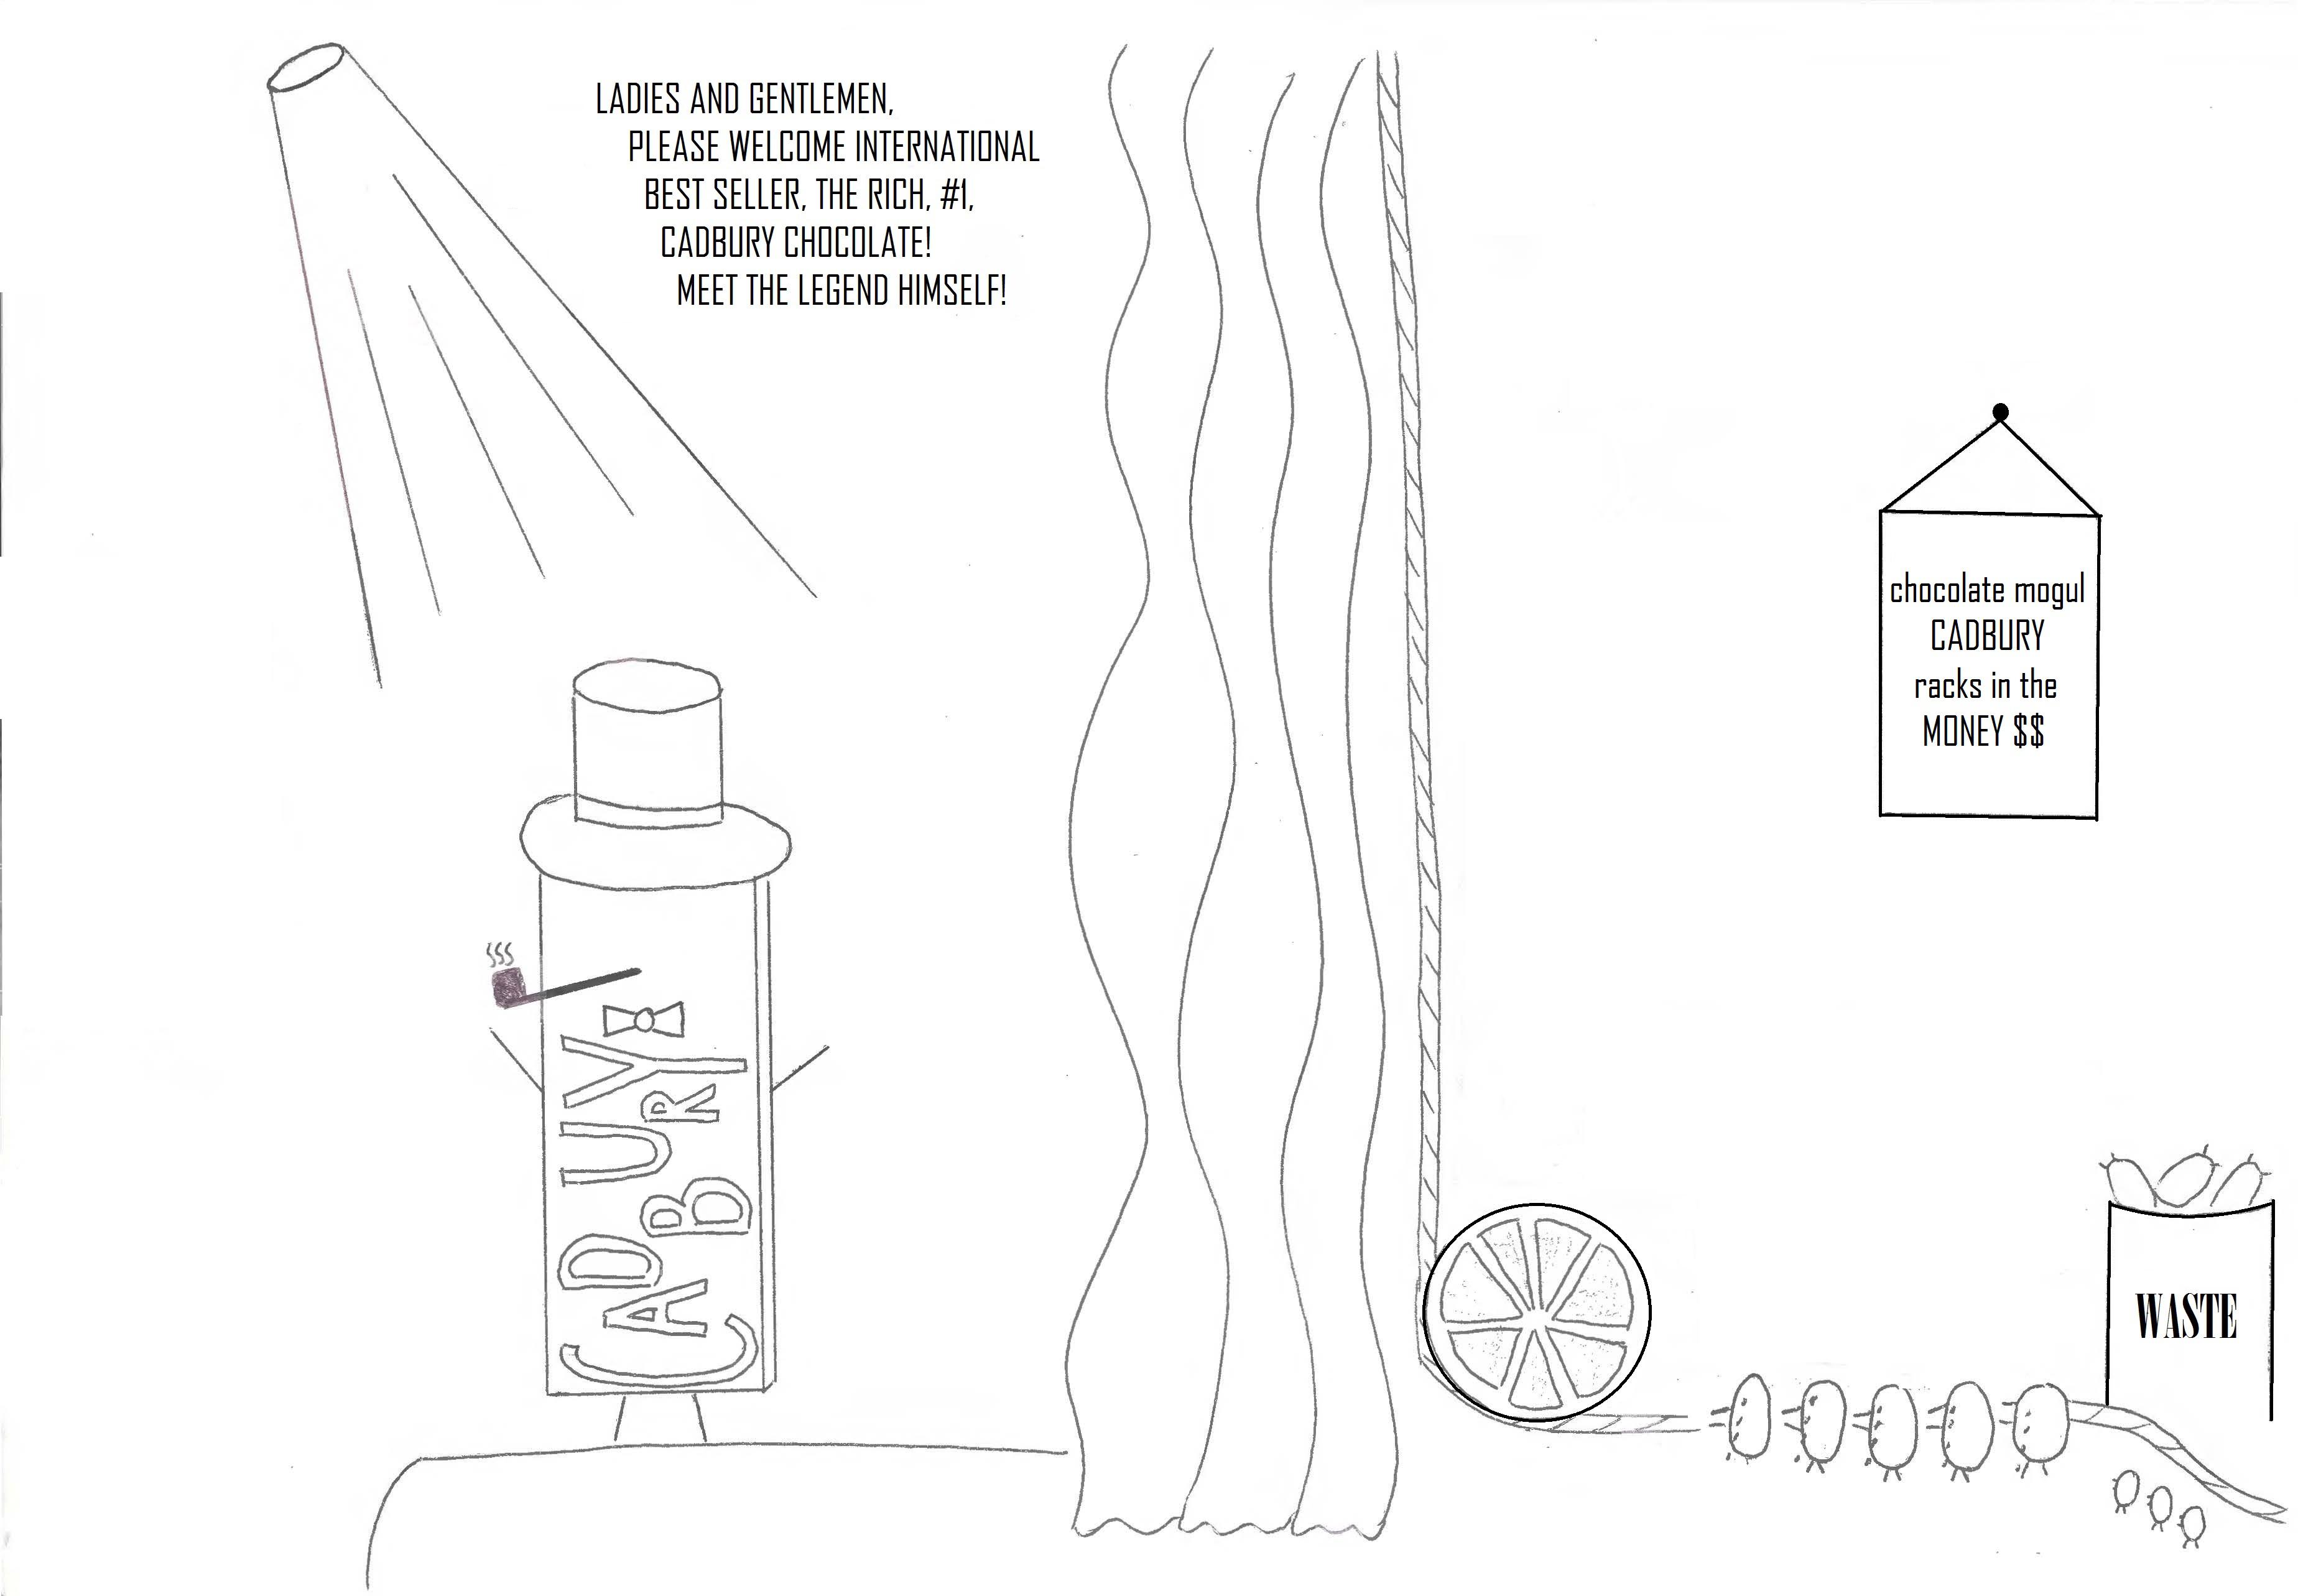 LADIES AND GENTLEMEN,
PLEASE WELCOME INTERNATIONAL
BEST SELLER, THE RICH, #1,
CADBURY CHOCOLATE!
MEET THE LEGEND HIMSELF!
CADBURY
chocolate mogul
CADBURY
racks in the
MONEY $$
WASTE